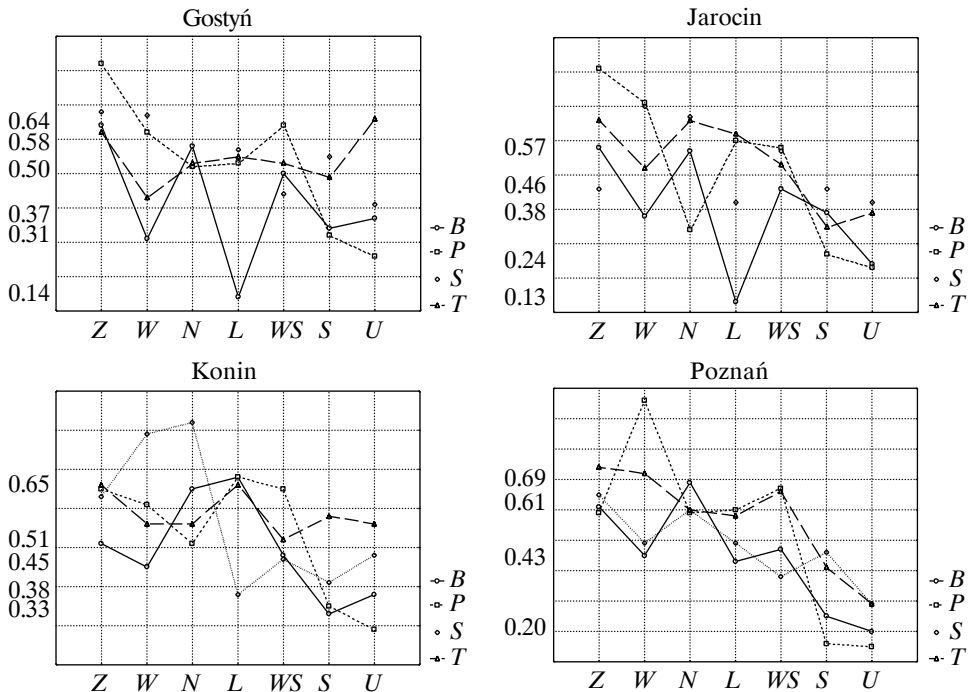 Gostyń
0.64
0.58
0.50
0.37
0.31
0.14
Z W N L WS S U
B
P
S
T
Jarocin
0.57
0.46
0.38
0.24
0.13
Z W N L WS S U
B
P
S
T
Konin
0.65
0.51
0.45
0.38
0.33
Z W N L WS S U
B
P
S
T
Poznań
0.69
0.61
0.43
0.20
Z W N L WS S U
B
P
S
T